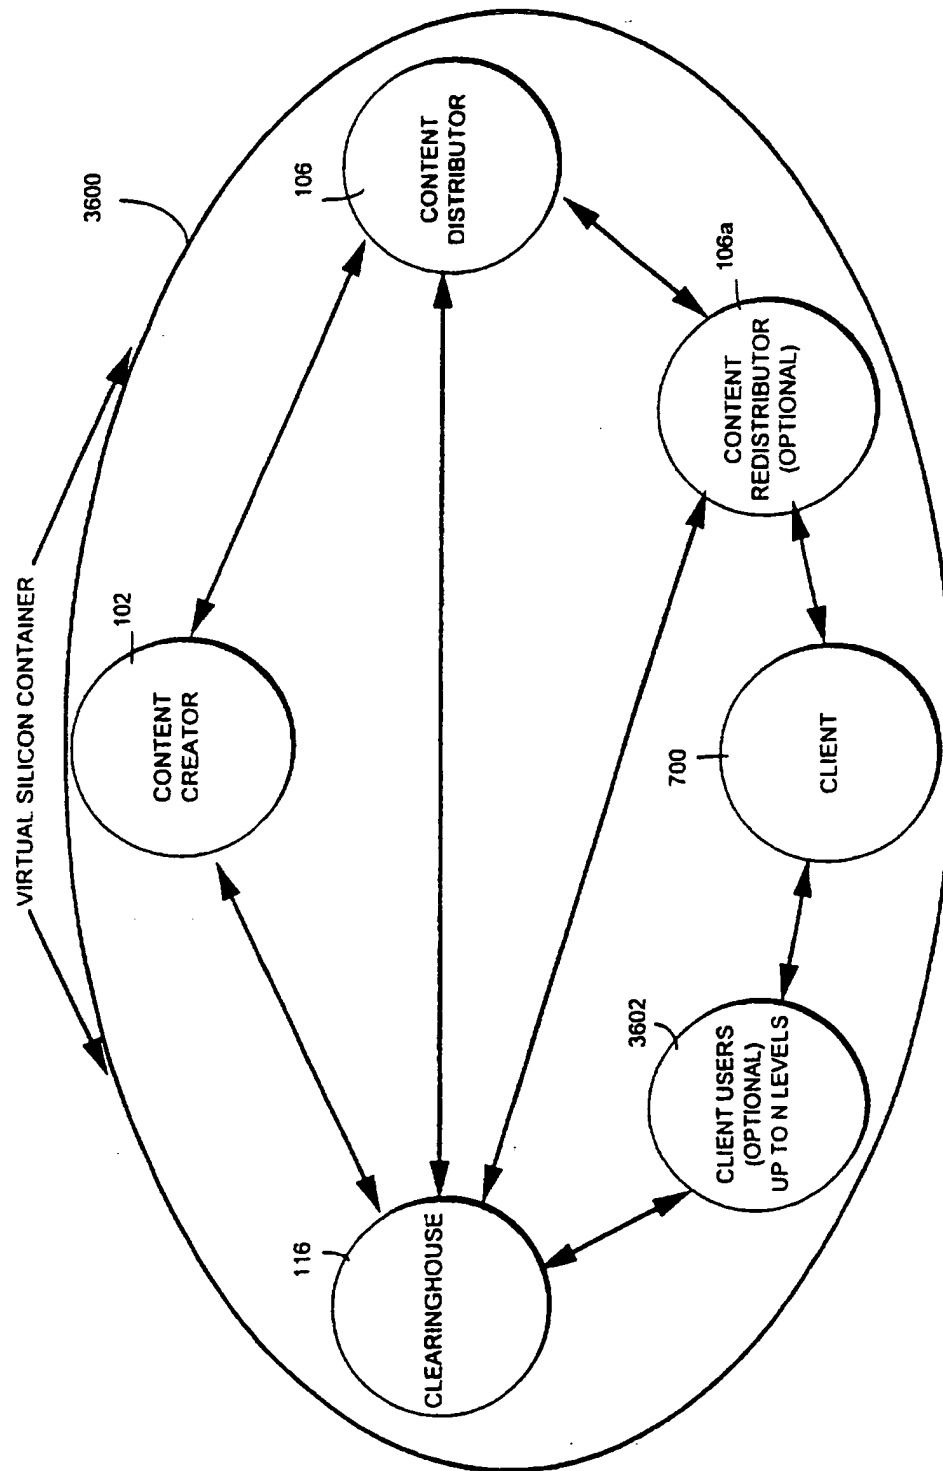 VIRTUAL SILICON CONTAINER
3600
102
CONTENT
CREATOR
106
CONTENT
DISTRIBUTOR
116
CLEARINGHOUSE
106a
CONTENT
REDISTRIBUTOR
(OPTIONAL)
3602
CLIENT USERS
(OPTIONAL)
UP TO N LEVELS
700
CLIENT